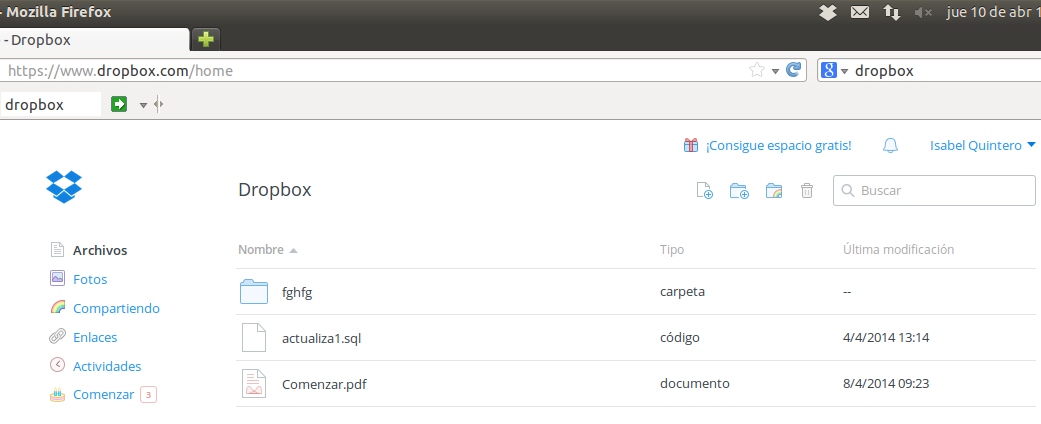 - Mozilla Firefox
jue 10 de abr 1
- Dropbox
https://www.dropbox.com/home
dropbox
dropbox
¡Consigue espacio gratis!
Isabel Quintero
Dropbox
Buscar
Archivos
Fotos
Compartiendo
Enlaces
Actividades
Comenzar 3
Nombre Tipo Última modificación
fghfg carpeta --
actualiza1.sql código 4/4/2014 13:14
Comenzar.pdf documento 8/4/2014 09:23